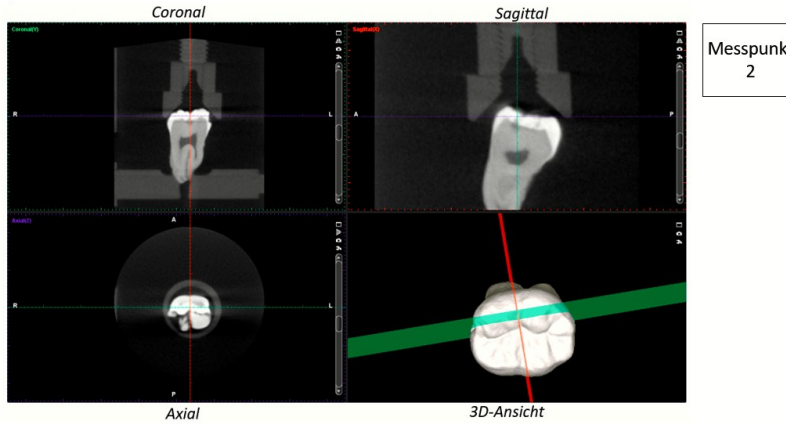 Coronal
Sagittal
Coronal(Y)
Sagittal(X)
Messpunk
2
R
L
A
P
Axial(Z)
A
R
L
P
Axial
3D-Ansicht